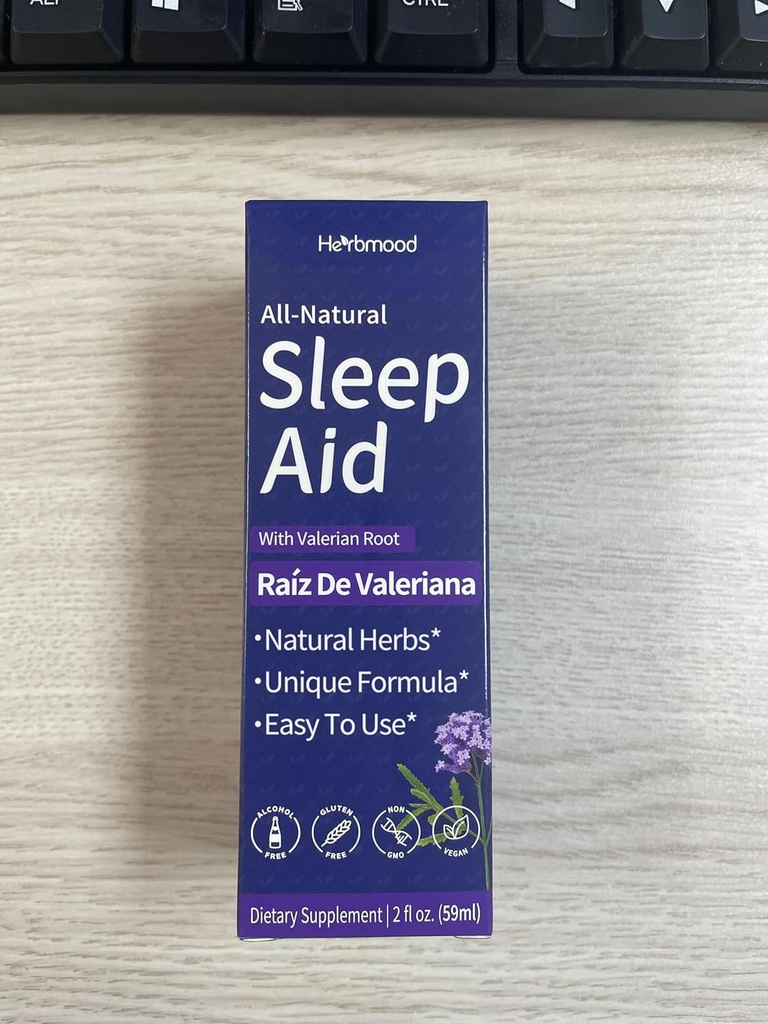 CTRL
Herbmood
All-Natural
Sleep
Aid
With Valerian Root
Raíz De Valeriana
•Natural Herbs*
•Unique Formula*
•Easy To Use*
ALCOHOL FREE
GLUTEN FREE
NON GMO
VEGAN
Dietary Supplement | 2 fl oz. (59ml)